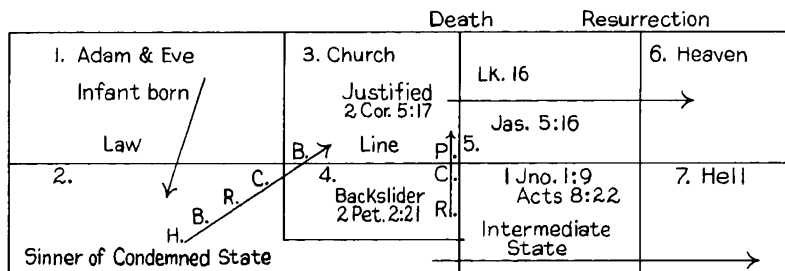 Death Resurrection
1. Adam & Eve
Infant born
Law
2.
H. B. R. C. B.
Sinner of Condemned State
3. Church
Justified
2 Cor. 5:17
Line
4.
Backslider
2 Pet. 2:21
P.
C.
R.
Lk. 16
Jas. 5:16
5.
1 Jno. 1:9
Acts 8:22
Intermediate
State
6. Heaven
7. Hell